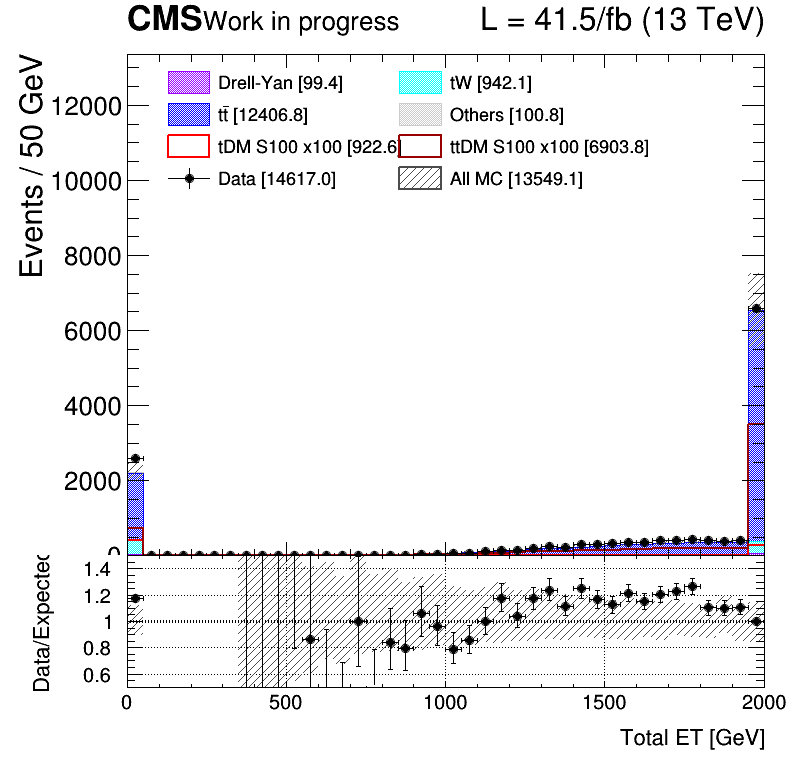 CMS Work in progress L = 41.5/fb (13 TeV)
Events / 50 GeV
12000
10000
8000
6000
4000
2000
0
Drell-Yan [99.4] tW [942.1]
tt̄ [12406.8] Others [100.8]
tDM S100 x100 [922.6] ttDM S100 x100 [6903.8]
Data [14617.0] All MC [13549.1]
Data/Expected
1.4
1.2
1
0.8
0.6
0 500 1000 1500 2000
Total ET [GeV]